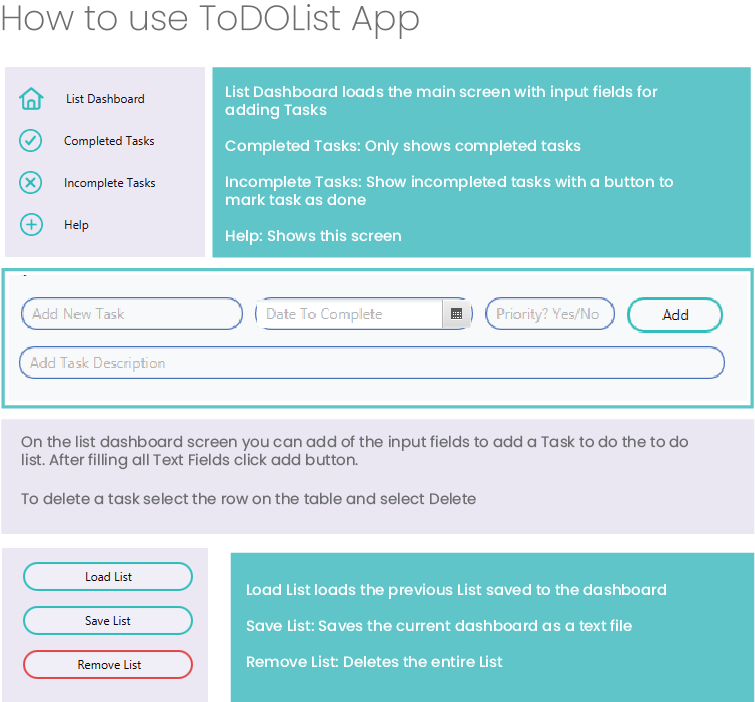 How to use ToDOList App
List Dashboard
Completed Tasks
Incomplete Tasks
Help
List Dashboard loads the main screen with input fields for
adding Tasks
Completed Tasks: Only shows completed tasks
Incomplete Tasks: Show incompleted tasks with a button to
mark task as done
Help: Shows this screen
Add New Task
Date To Complete
Priority? Yes/No
Add
Add Task Description
On the list dashboard screen you can add of the input fields to add a Task to do the to do
list. After filling all Text Fields click add button.
To delete a task select the row on the table and select Delete
Load List
Save List
Remove List
Load List loads the previous List saved to the dashboard
Save List: Saves the current dashboard as a text file
Remove List: Deletes the entire List